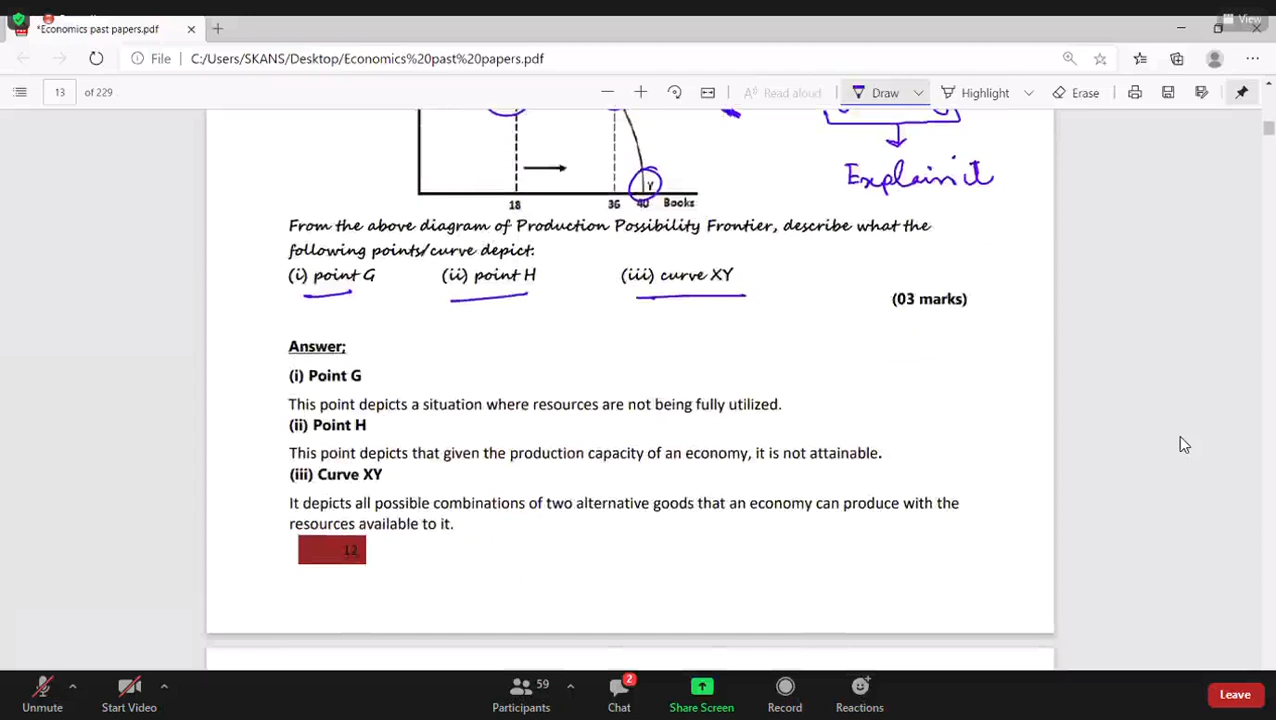 View
*Economics past papers.pdf
File C:/Users/SKANS/Desktop/Economics%20past%20papers.pdf
13 of 229 Read aloud Draw Highlight Erase
Explain it
Y
18 36 40 Books
From the above diagram of Production Possibility Frontier, describe what the
following points/curve depict:
(i) point G (ii) point H (iii) curve XY
(03 marks)
Answer;
(i) Point G
This point depicts a situation where resources are not being fully utilized.
(ii) Point H
This point depicts that given the production capacity of an economy, it is not attainable.
(iii) Curve XY
It depicts all possible combinations of two alternative goods that an economy can produce with the
resources available to it.
12
2
59
Unmute Start Video Participants Chat Share Screen Record Reactions Leave